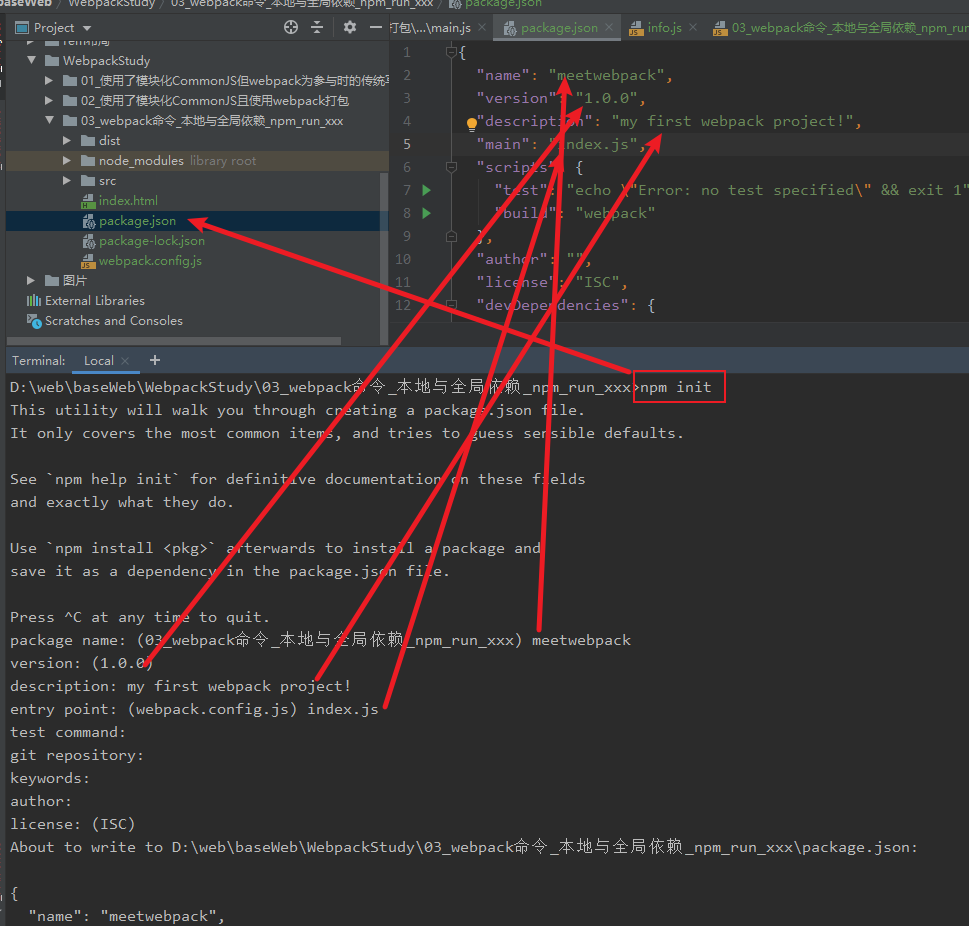 baseWeb / WebpackStudy / 03_webpack命令_本地与全局依赖_npm_run_xxx / package.json
Project
打包\...\main.js
package.json
info.js
03_webpack命令_本地与全局依赖_npm_run
WebpackStudy
01_使用了模块化CommonJS但webpack为参与时的传统写
02_使用了模块化CommonJS且使用webpack打包
03_webpack命令_本地与全局依赖_npm_run_xxx
dist
node_modules library root
src
index.html
package.json
package-lock.json
webpack.config.js
图片
External Libraries
Scratches and Consoles
1 {
2 "name": "meetwebpack",
3 "version": "1.0.0",
4 "description": "my first webpack project!",
5 "main": "index.js",
6 "scripts": {
7 "test": "echo \"Error: no test specified\" && exit 1"
8 "build": "webpack"
9 },
10 "author": "",
11 "license": "ISC",
12 "devDependencies": {
Terminal: Local × +
D:\web\baseWeb\WebpackStudy\03_webpack命令_本地与全局依赖_npm_run_xxx>npm init
This utility will walk you through creating a package.json file.
It only covers the most common items, and tries to guess sensible defaults.
See `npm help init` for definitive documentation on these fields
and exactly what they do.
Use `npm install <pkg>` afterwards to install a package and
save it as a dependency in the package.json file.
Press ^C at any time to quit.
package name: (03_webpack命令_本地与全局依赖_npm_run_xxx) meetwebpack
version: (1.0.0)
description: my first webpack project!
entry point: (webpack.config.js) index.js
test command:
git repository:
keywords:
author:
license: (ISC)
About to write to D:\web\baseWeb\WebpackStudy\03_webpack命令_本地与全局依赖_npm_run_xxx\package.json:
{
"name": "meetwebpack",